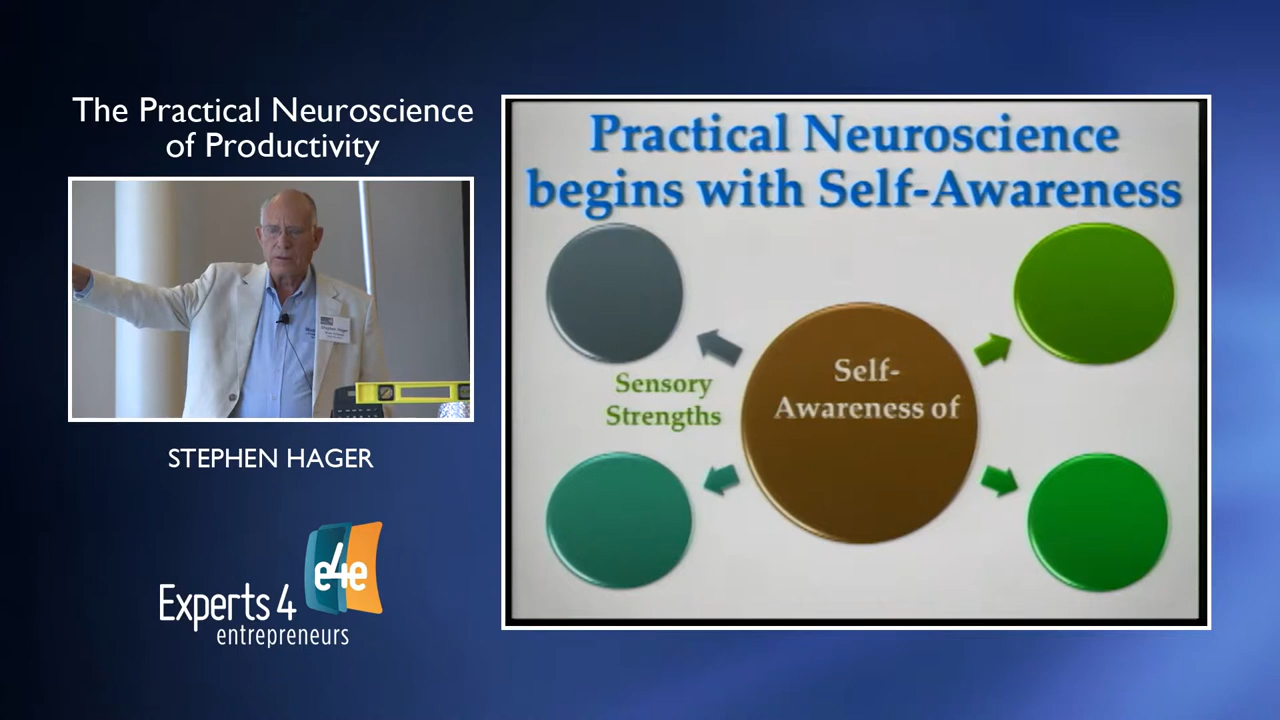 The Practical Neuroscience
of Productivity
STEPHEN HAGER
e4e
Experts 4
entrepreneurs
Practical Neuroscience
begins with Self-Awareness
Sensory
Strengths
Self-
Awareness of